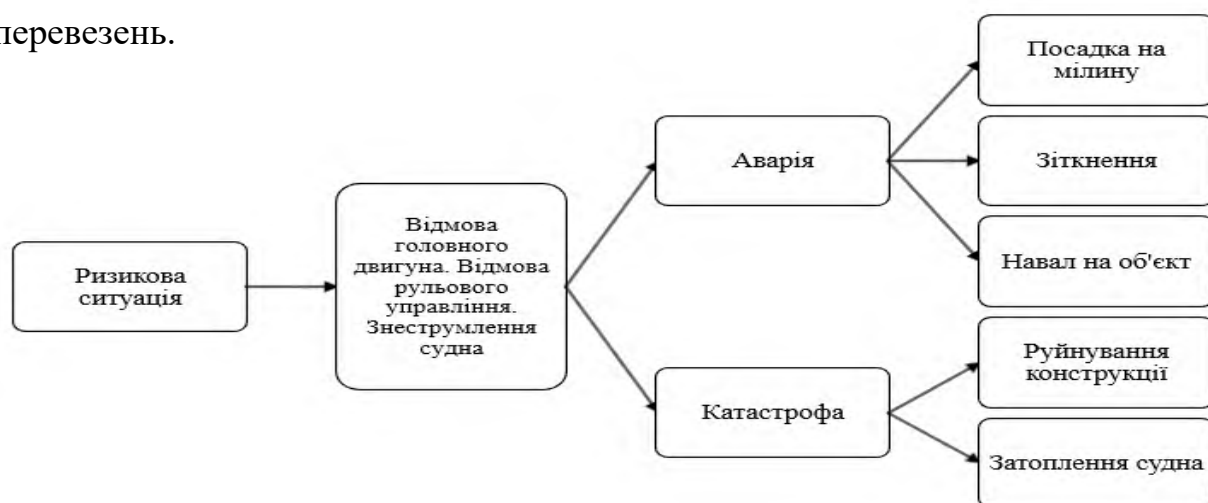 перевезень.
Ризикова
ситуація
Відмова
головного
двигуна. Відмова
рульового
управління.
Знеструмлення
судна
Аварія
Катастрофа
Посадка на
мілину
Зіткнення
Навал на об'єкт
Руйнування
конструкції
Затоплення судна